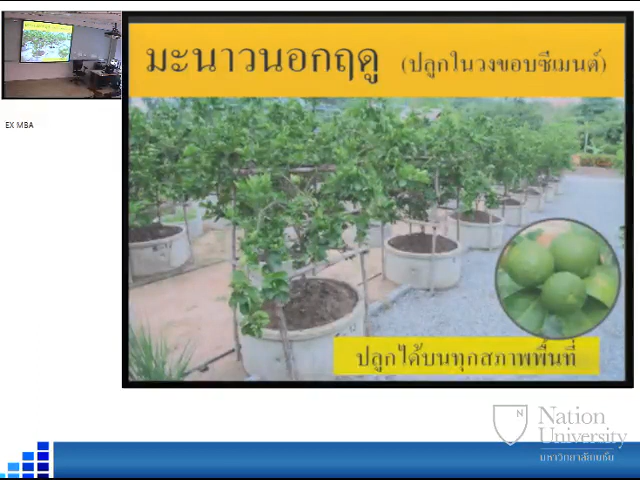 มะนาวนอกฤดู (ปลูกในวงขอบซีเมนต์)
EX MBA
ปลูกได้บนทุกสภาพพื้นที่
N
Nation
University
มหาวิทยาลัยเนชั่น